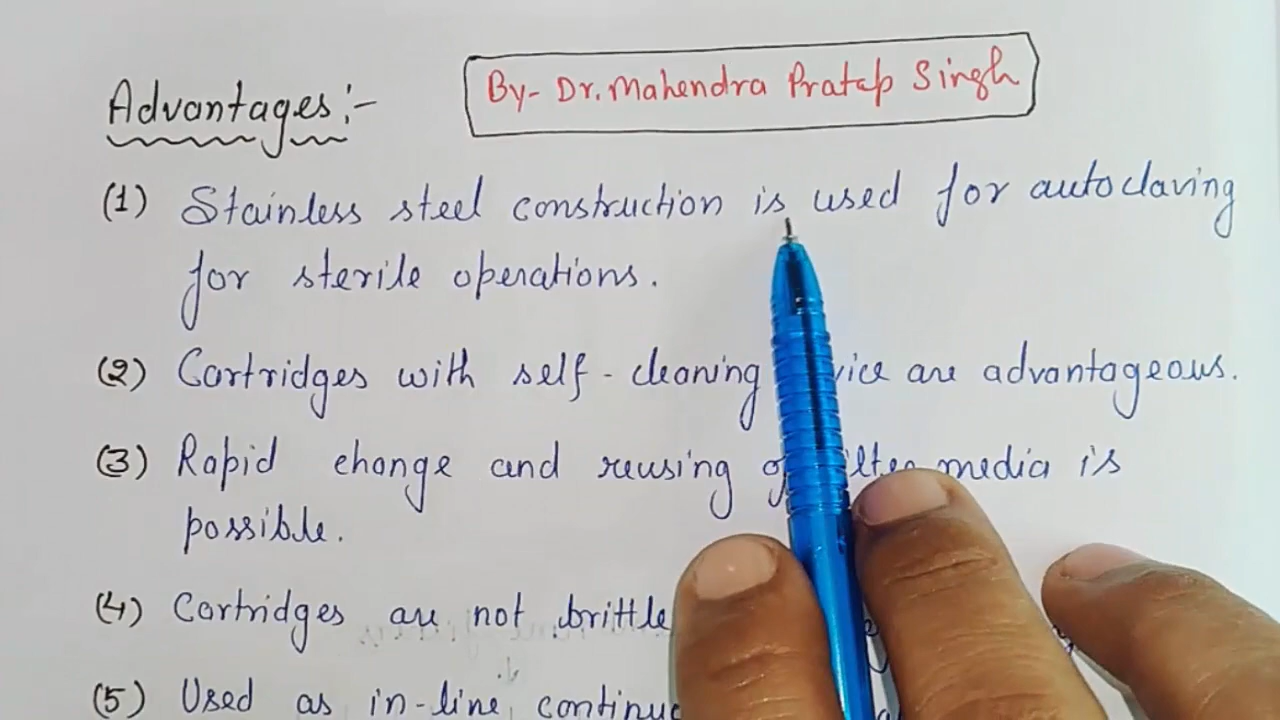 Advantages:-
By- Dr. Mahendra Pratap Singh
(1) Stainless steel construction is used for autoclaving
for sterile operations.
(2) Cartridges with self-cleaning are advantageous.
(3) Rapid change and reusing media is
possible.
(4) Cartridges are not brittle
(5) Used as in-line